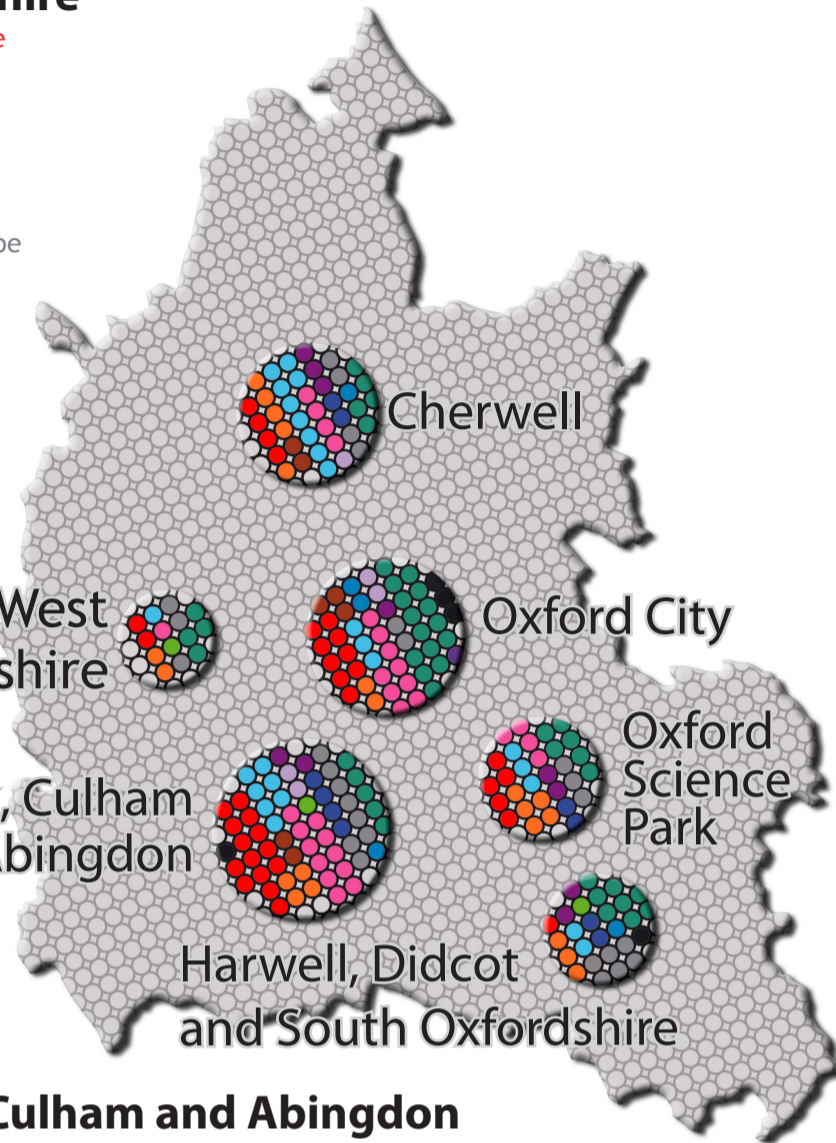 Cherwell
West
shire
Oxford City
Oxford
Science
Park
, Culham
Abingdon
Harwell, Didcot
and South Oxfordshire
Culham and Abingdon